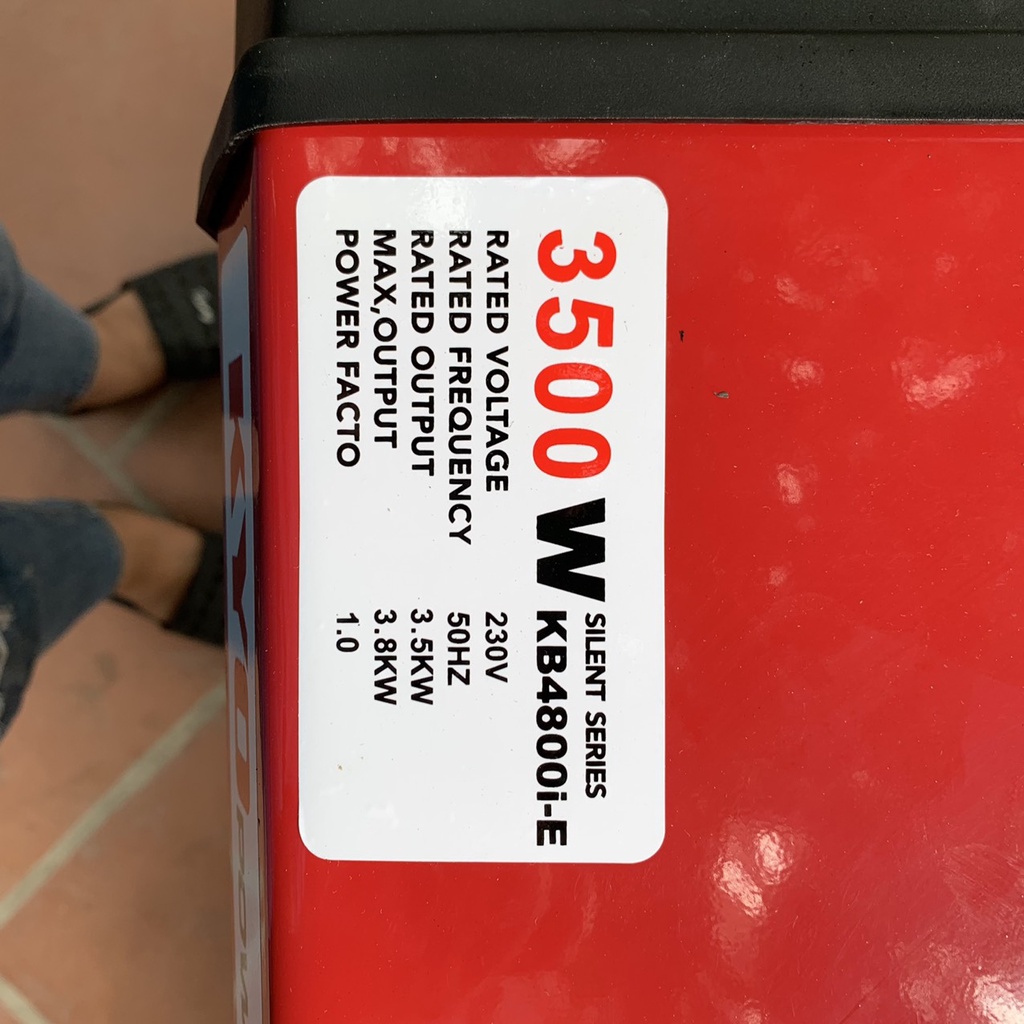 3500W SILENT SERIES
KB4800i-E
RATED VOLTAGE 230V
RATED FREQUENCY 50HZ
RATED OUTPUT 3.5KW
MAX,OUTPUT 3.8KW
POWER FACTO 1.0